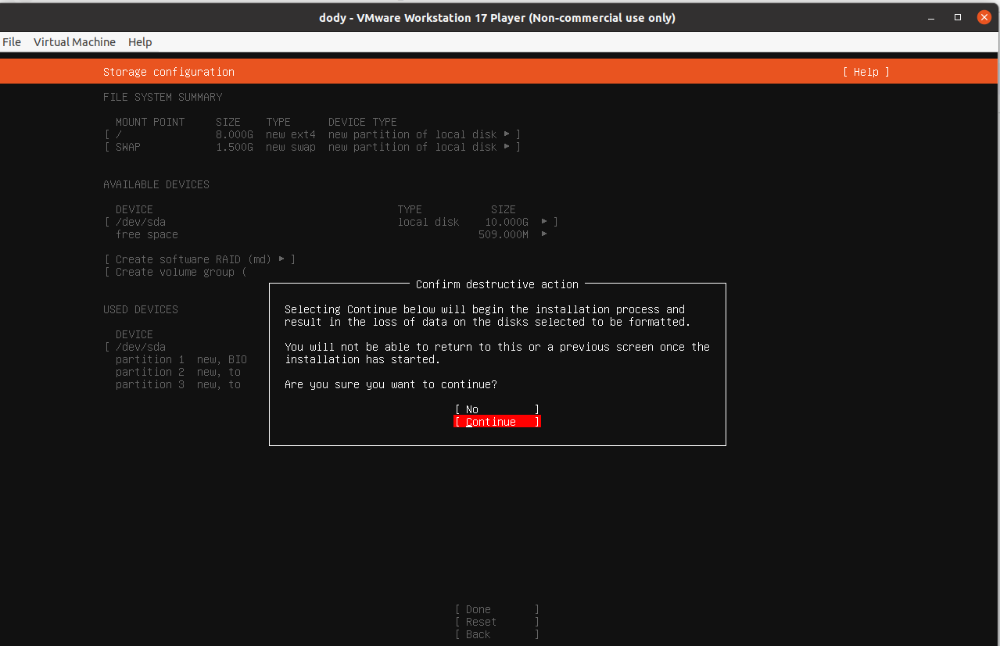 dody - VMware Workstation 17 Player (Non-commercial use only)
File Virtual Machine Help
Storage configuration [ Help ]
FILE SYSTEM SUMMARY
MOUNT POINT SIZE TYPE DEVICE TYPE
[ / 8.000G new ext4 new partition of local disk ▸ ]
[ SWAP 1.500G new swap new partition of local disk ▸ ]
AVAILABLE DEVICES
DEVICE TYPE SIZE
[ /dev/sda local disk 10.000G ▸ ]
free space 509.000M ▸
[ Create software RAID (md) ▸ ]
[ Create volume group (
Confirm destructive action
Selecting Continue below will begin the installation process and
result in the loss of data on the disks selected to be formatted.
You will not be able to return to this or a previous screen once the
installation has started.
Are you sure you want to continue?
[ No ]
[ Continue ]
USED DEVICES
DEVICE
[ /dev/sda
partition 1 new, BIO
partition 2 new, to
partition 3 new, to
[ Done ]
[ Reset ]
[ Back ]